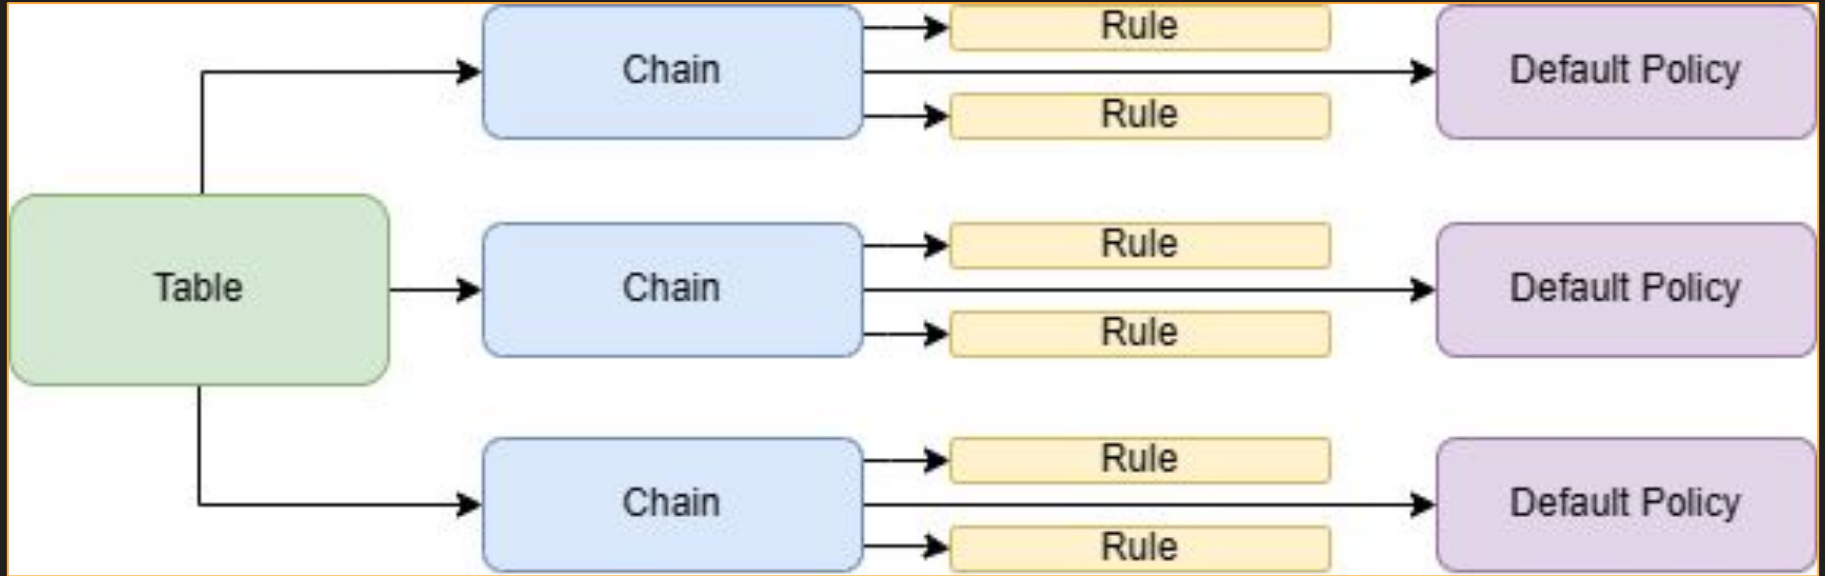 Rule
Chain
Default Policy
Rule
Rule
Table
Chain
Default Policy
Rule
Rule
Chain
Default Policy
Rule